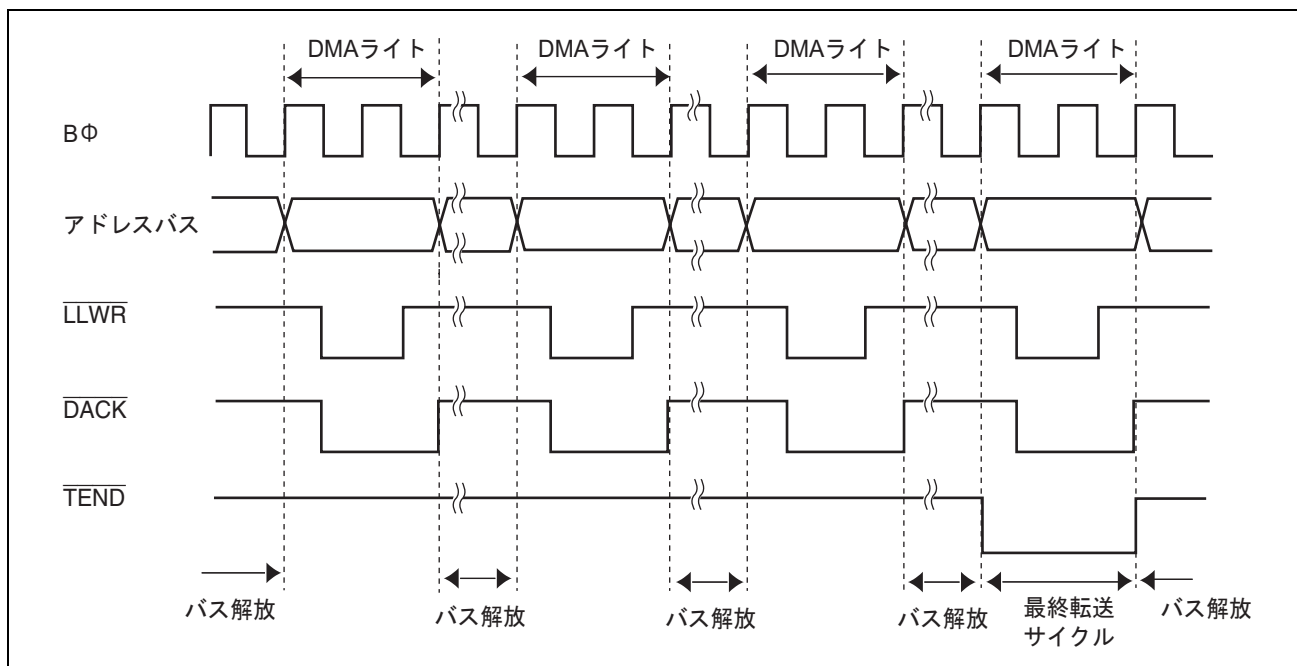 DMAライト
DMAライト
DMAライト
DMAライト
BΦ
アドレスバス
LLWR
DACK
TEND
バス解放
バス解放
バス解放
バス解放
最終転送
サイクル
バス解放